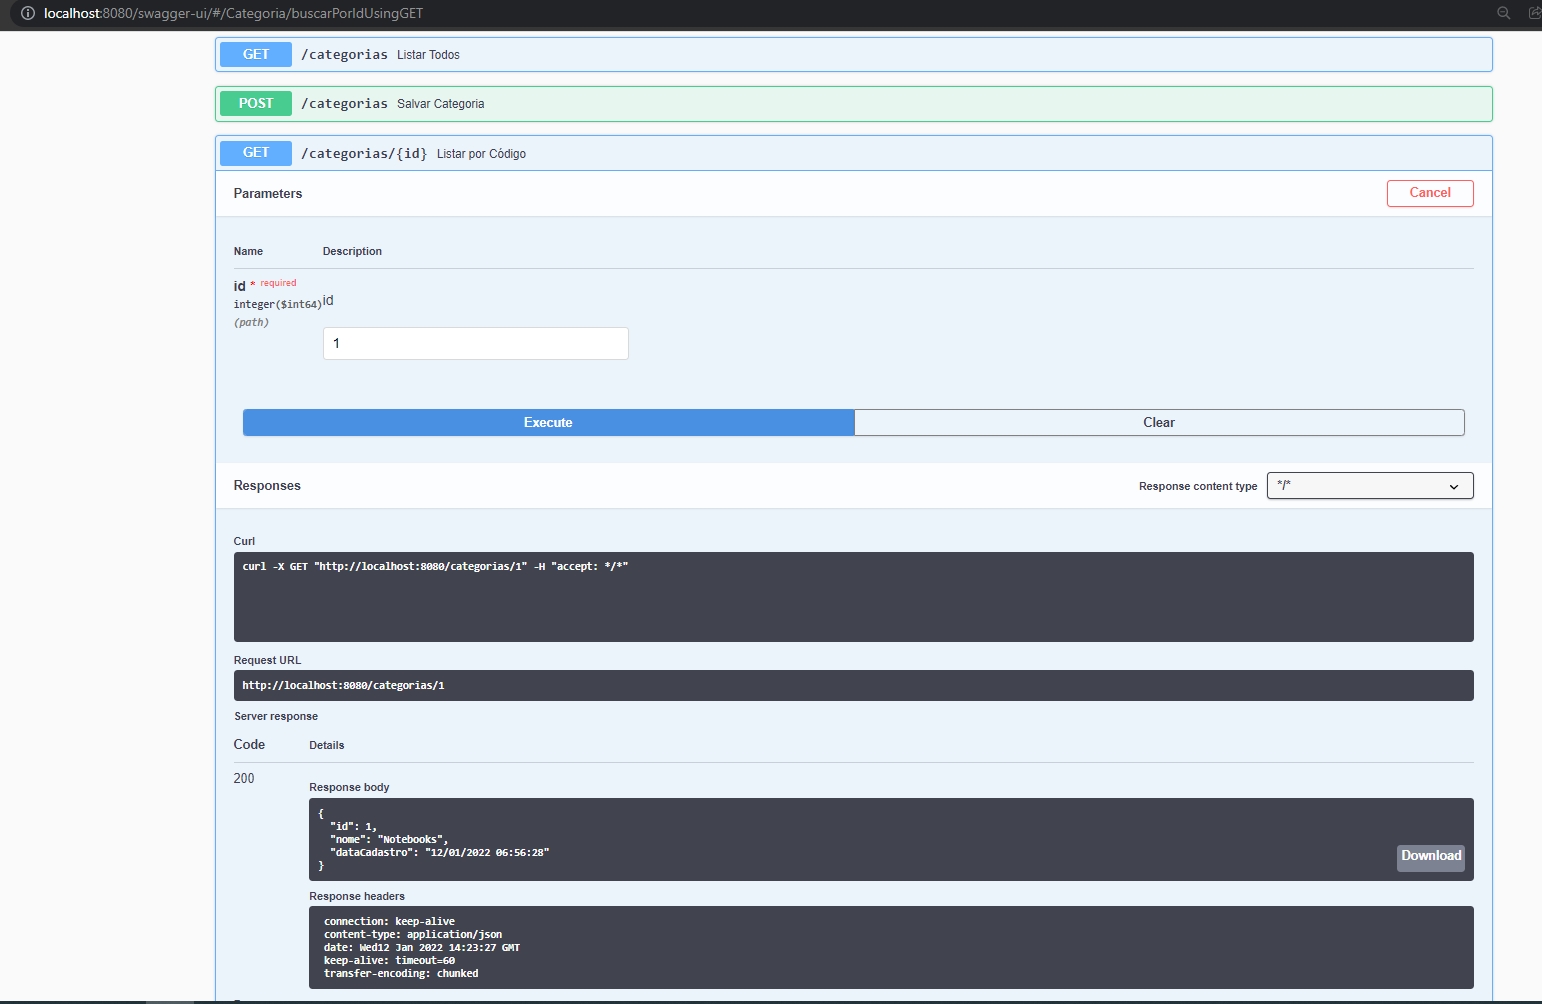 localhost:8080/swagger-ui/#/Categoria/buscarPorIdUsingGET
GET /categorias Listar Todos
POST /categorias Salvar Categoria
GET /categorias/{id} Listar por Código
Parameters Cancel
Name Description
id * required
integer($int64) id
(path)
1
Execute Clear
Responses Response content type */*
Curl
curl -X GET "http://localhost:8080/categorias/1" -H "accept: */*"
Request URL
http://localhost:8080/categorias/1
Server response
Code Details
200
Response body
{
"id": 1,
"nome": "Notebooks",
"dataCadastro": "12/01/2022 06:56:28"
}
Download
Response headers
connection: keep-alive
content-type: application/json
date: Wed12 Jan 2022 14:23:27 GMT
keep-alive: timeout=60
transfer-encoding: chunked